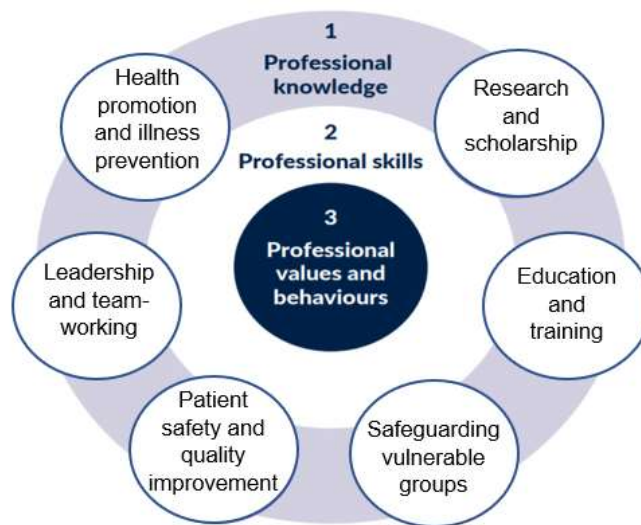 1
Professional
knowledge
Health
promotion
and illness
prevention
Research
and
scholarship
2
Professional skills
3
Professional
values and
behaviours
Leadership
and team-
working
Education
and
training
Patient
safety and
quality
improvement
Safeguarding
vulnerable
groups